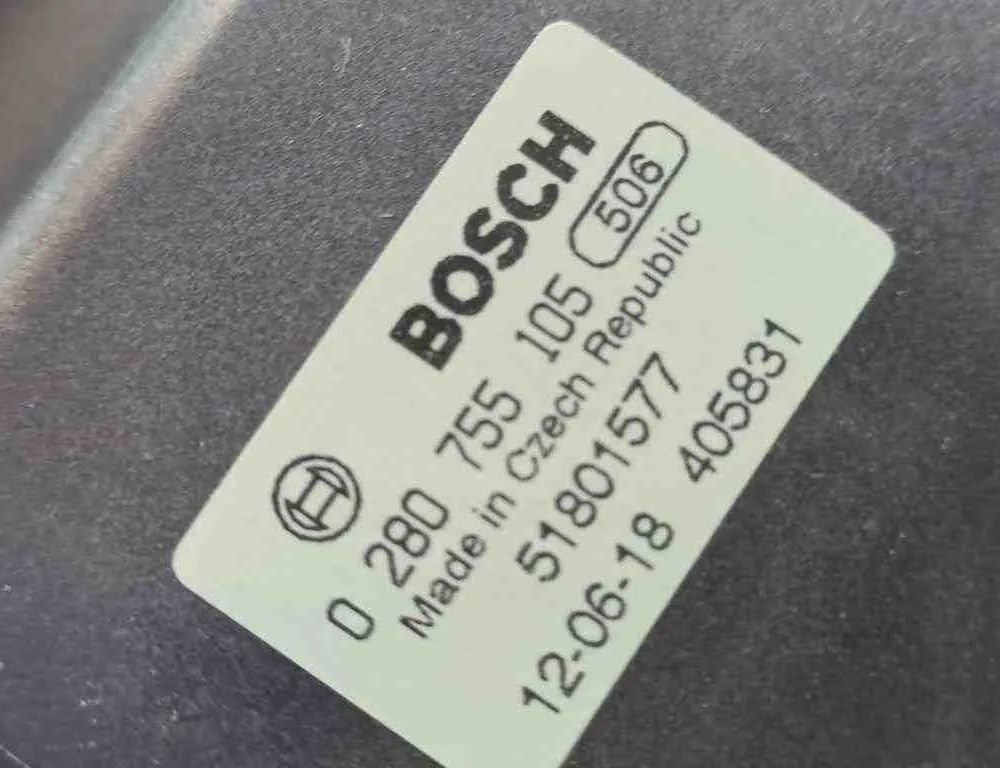 BOSCH
0 280 755 105 506
Made in Czech Republic
51801577
12-06-18 405831